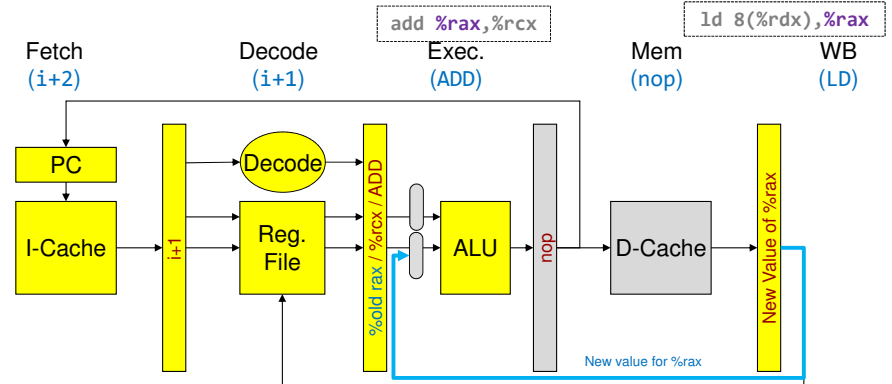 add %rax,%rcx
ld 8(%rdx),%rax
Fetch
(i+2)
Decode
(i+1)
Exec.
(ADD)
Mem
(nop)
WB
(LD)
PC
I-Cache
i+1
Decode
Reg.
File
%old rax / %rcx / ADD
ALU
nop
D-Cache
New Value of %rax
New value for %rax